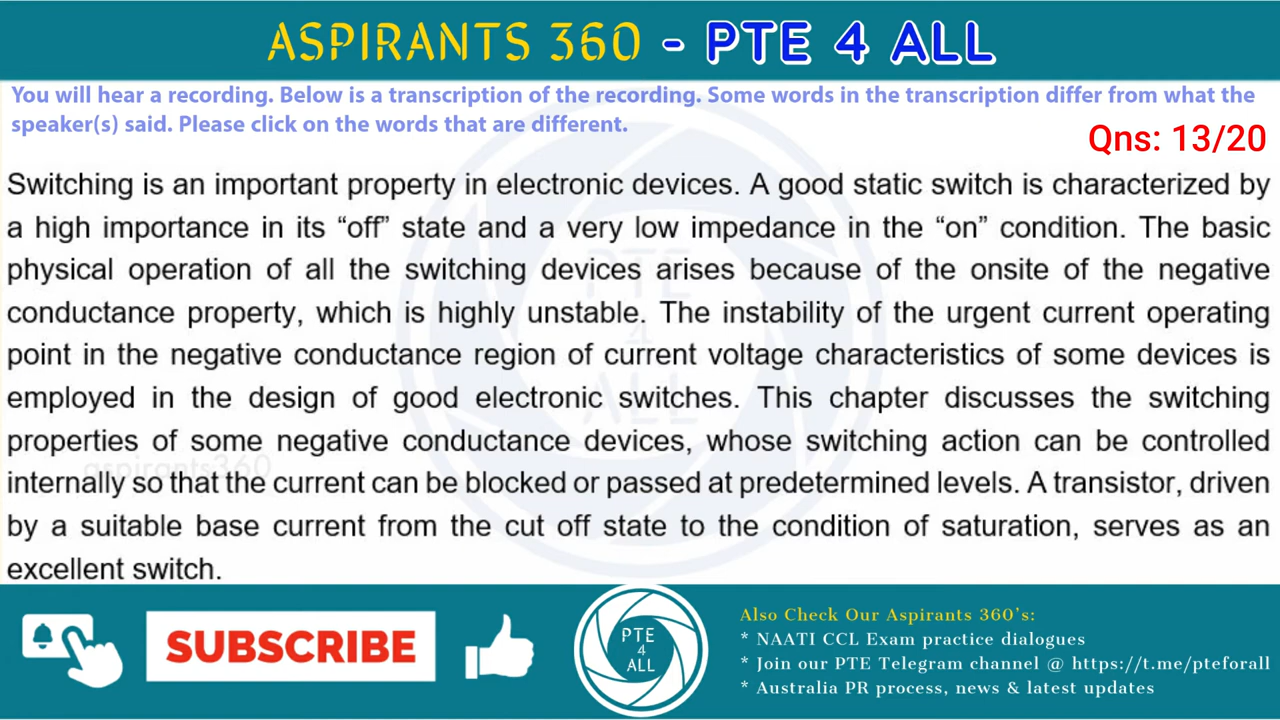 ASPIRANTS 360 - PTE 4 ALL
You will hear a recording. Below is a transcription of the recording. Some words in the transcription differ from what the
speaker(s) said. Please click on the words that are different.
Qns: 13/20
Switching is an important property in electronic devices. A good static switch is characterized by
a high importance in its “off” state and a very low impedance in the “on” condition. The basic
physical operation of all the switching devices arises because of the onsite of the negative
conductance property, which is highly unstable. The instability of the urgent current operating
point in the negative conductance region of current voltage characteristics of some devices is
employed in the design of good electronic switches. This chapter discusses the switching
properties of some negative conductance devices, whose switching action can be controlled
internally so that the current can be blocked or passed at predetermined levels. A transistor, driven
by a suitable base current from the cut off state to the condition of saturation, serves as an
excellent switch.
PTE
4
ALL
aspirants360
SUBSCRIBE
PTE
4
ALL
Also Check Our Aspirants 360's:
* NAATI CCL Exam practice dialogues
* Join our PTE Telegram channel @ https://t.me/pteforall
* Australia PR process, news & latest updates